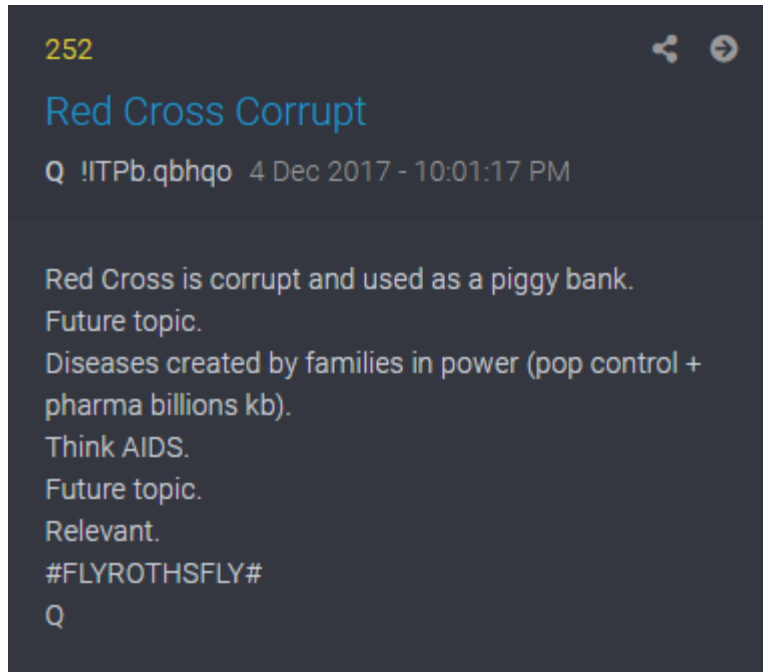 252
Red Cross Corrupt
Q !ITPb.qbhqo 4 Dec 2017 - 10:01:17 PM
Red Cross is corrupt and used as a piggy bank.
Future topic.
Diseases created by families in power (pop control +
pharma billions kb).
Think AIDS.
Future topic.
Relevant.
#FLYROTHSFLY#
Q